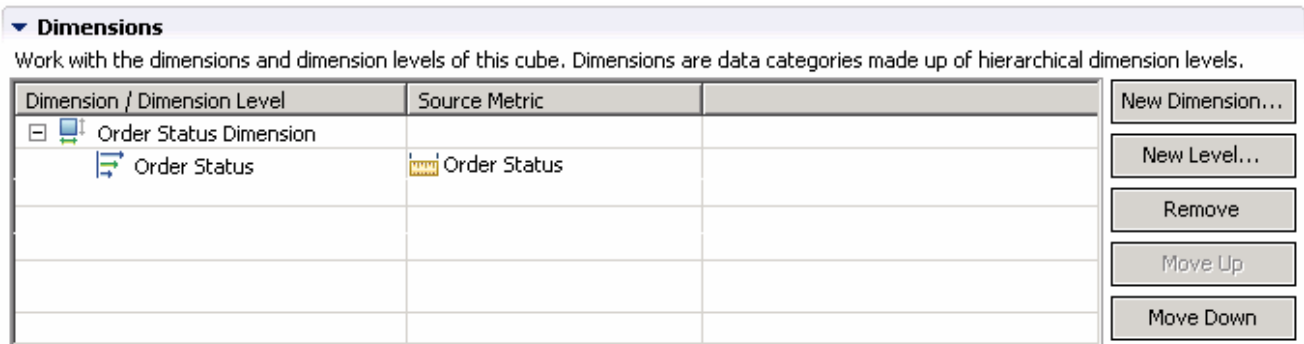 Dimensions
Work with the dimensions and dimension levels of this cube. Dimensions are data categories made up of hierarchical dimension levels.
Dimension / Dimension Level Source Metric
Order Status Dimension
Order Status Order Status
New Dimension...
New Level...
Remove
Move Up
Move Down